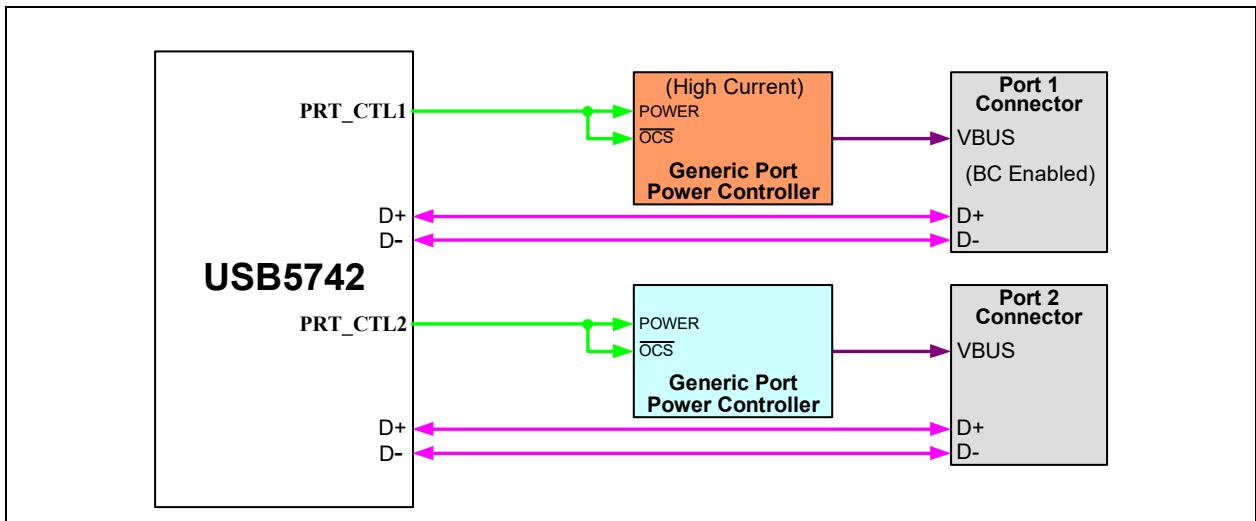 (High Current)
PRT_CTL1
POWER
OCS
Generic Port
Power Controller
Port 1
Connector
VBUS
(BC Enabled)
D+
D-
D+
D-
USB5742
PRT_CTL2
POWER
OCS
Generic Port
Power Controller
Port 2
Connector
VBUS
D+
D-
D+
D-